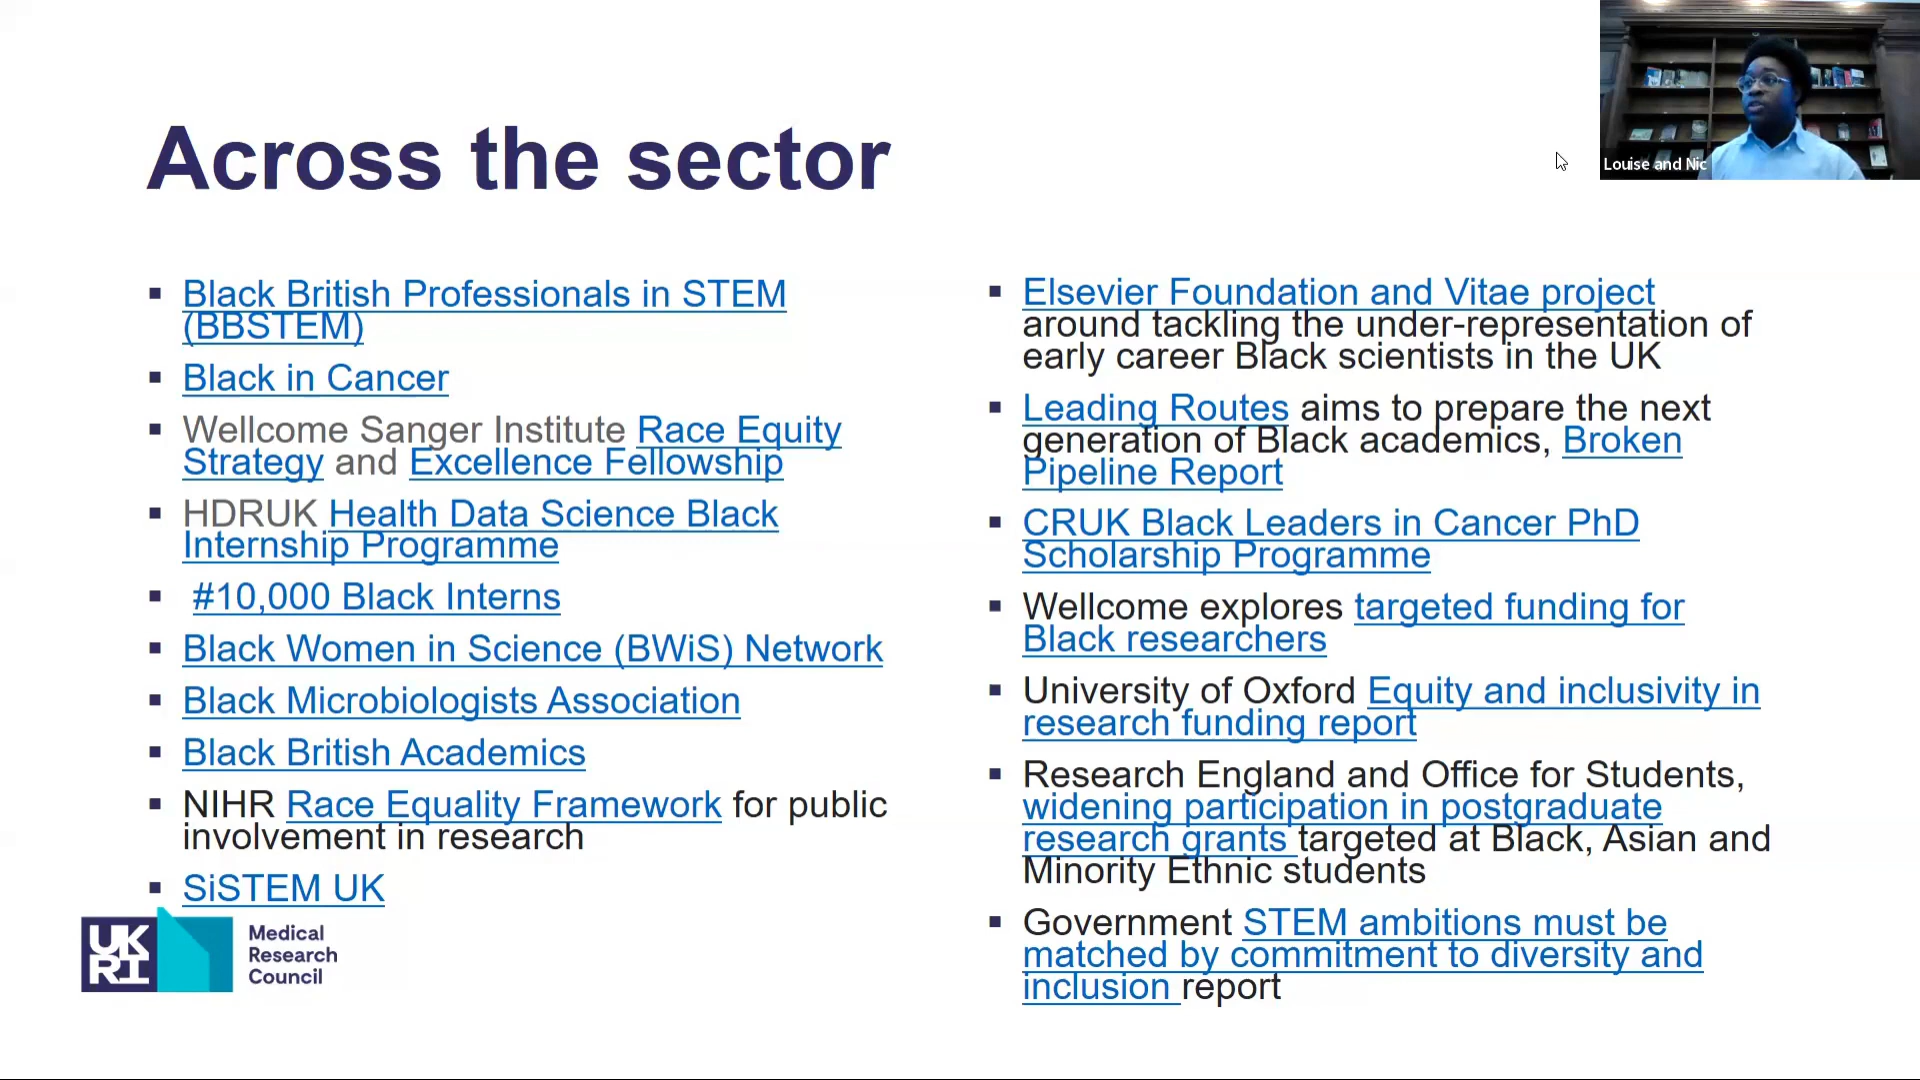 Across the sector
Black British Professionals in STEM
(BBSTEM)
Black in Cancer
Wellcome Sanger Institute Race Equity
Strategy and Excellence Fellowship
HDRUK Health Data Science Black
Internship Programme
#10,000 Black Interns
Black Women in Science (BWiS) Network
Black Microbiologists Association
Black British Academics
NIHR Race Equality Framework for public
involvement in research
SiSTEM UK
Elsevier Foundation and Vitae project
around tackling the under-representation of
early career Black scientists in the UK
Leading Routes aims to prepare the next
generation of Black academics, Broken
Pipeline Report
CRUK Black Leaders in Cancer PhD
Scholarship Programme
Wellcome explores targeted funding for
Black researchers
University of Oxford Equity and inclusivity in
research funding report
Research England and Office for Students,
widening participation in postgraduate
research grants targeted at Black, Asian and
Minority Ethnic students
Government STEM ambitions must be
matched by commitment to diversity and
inclusion report
UK
RI
Medical
Research
Council
Louise and Nic